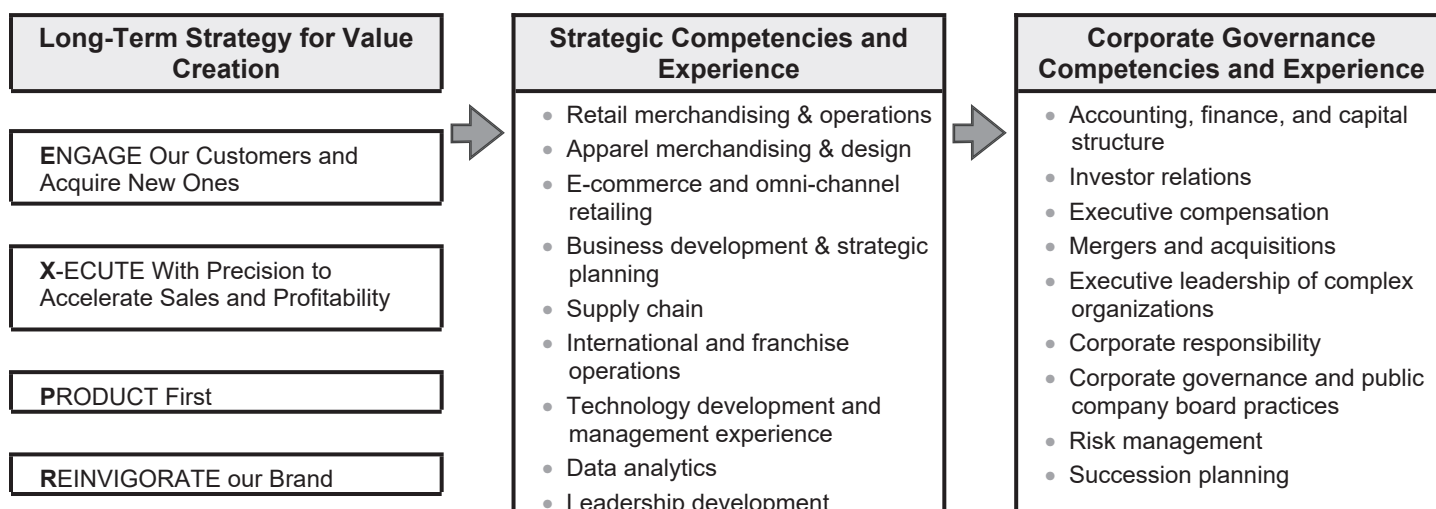 Long-Term Strategy for Value
Creation
ENGAGE Our Customers and
Acquire New Ones
X-ECUTE With Precision to
Accelerate Sales and Profitability
PRODUCT First
REINVIGORATE our Brand
Strategic Competencies and
Experience
• Retail merchandising & operations
• Apparel merchandising & design
• E-commerce and omni-channel
retailing
• Business development & strategic
planning
• Supply chain
• International and franchise
operations
• Technology development and
management experience
• Data analytics
• Leadership development
Corporate Governance
Competencies and Experience
• Accounting, finance, and capital
structure
• Investor relations
• Executive compensation
• Mergers and acquisitions
• Executive leadership of complex
organizations
• Corporate responsibility
• Corporate governance and public
company board practices
• Risk management
• Succession planning